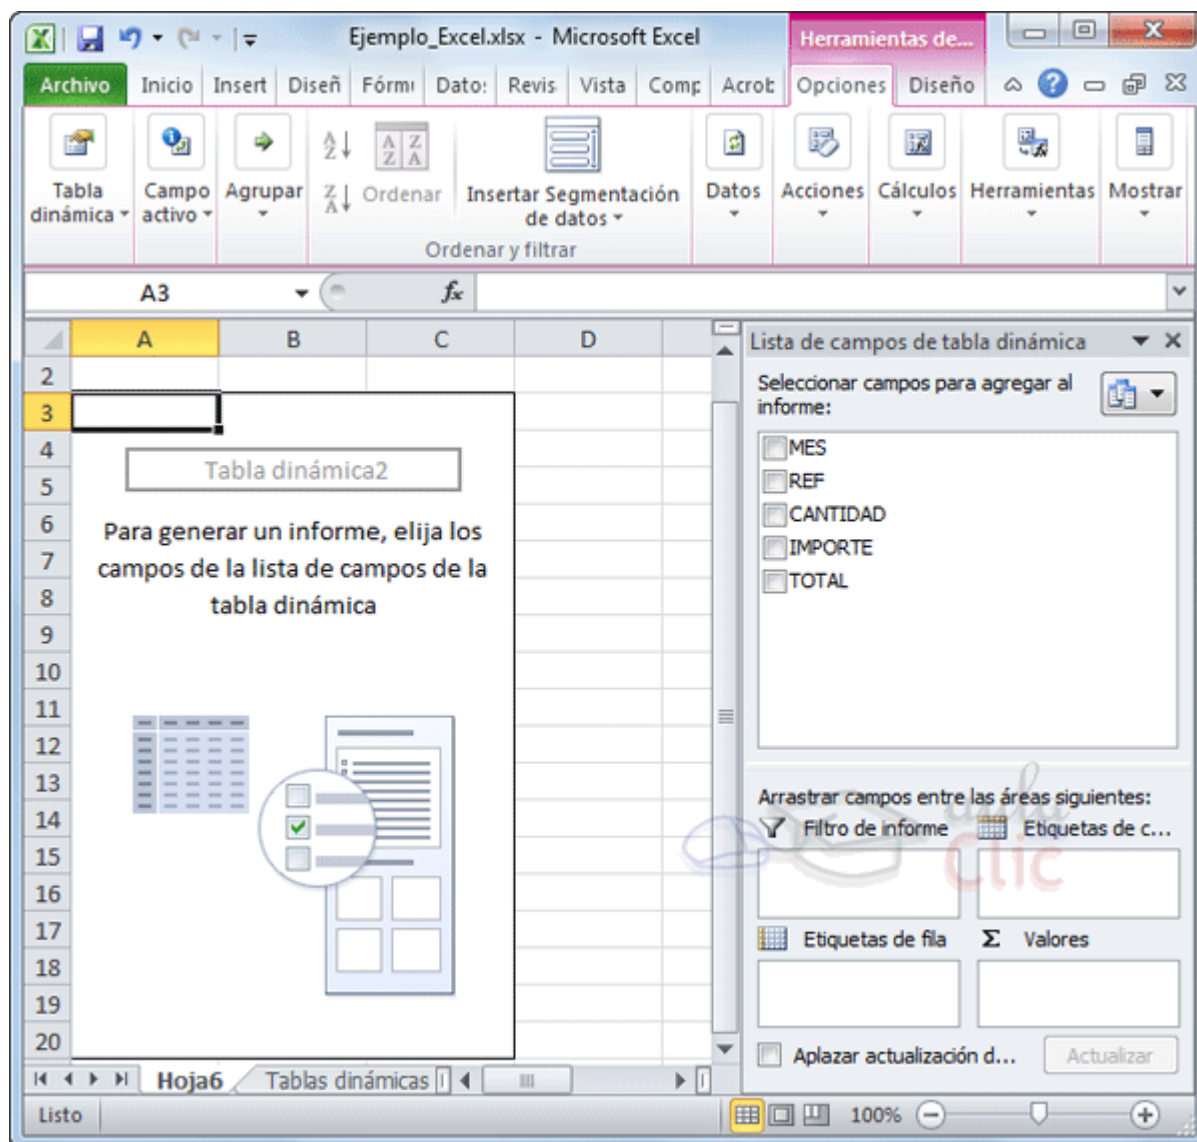 Ejemplo_Excel.xlsx - Microsoft Excel
Herramientas de...
Archivo Inicio Insert Diseñ Fórmu Dato: Revis Vista Comp Acrob Opciones Diseño
Tabla dinámica
Campo activo
Agrupar
Ordenar
Insertar Segmentación de datos
Datos
Acciones
Cálculos
Herramientas
Mostrar
Ordenar y filtrar
A3
fx
A B C D
2
3
4
5
6
7
8
9
10
11
12
13
14
15
16
17
18
19
20
Tabla dinámica2
Para generar un informe, elija los
campos de la lista de campos de la
tabla dinámica
Lista de campos de tabla dinámica
Seleccionar campos para agregar al
informe:
MES
REF
CANTIDAD
IMPORTE
TOTAL
Arrastrar campos entre las áreas siguientes:
Filtro de informe
Etiquetas de c...
aula
Clic
Etiquetas de fila
Σ Valores
Aplazar actualización d...
Actualizar
Hoja6
Tablas dinámicas
Listo
100%